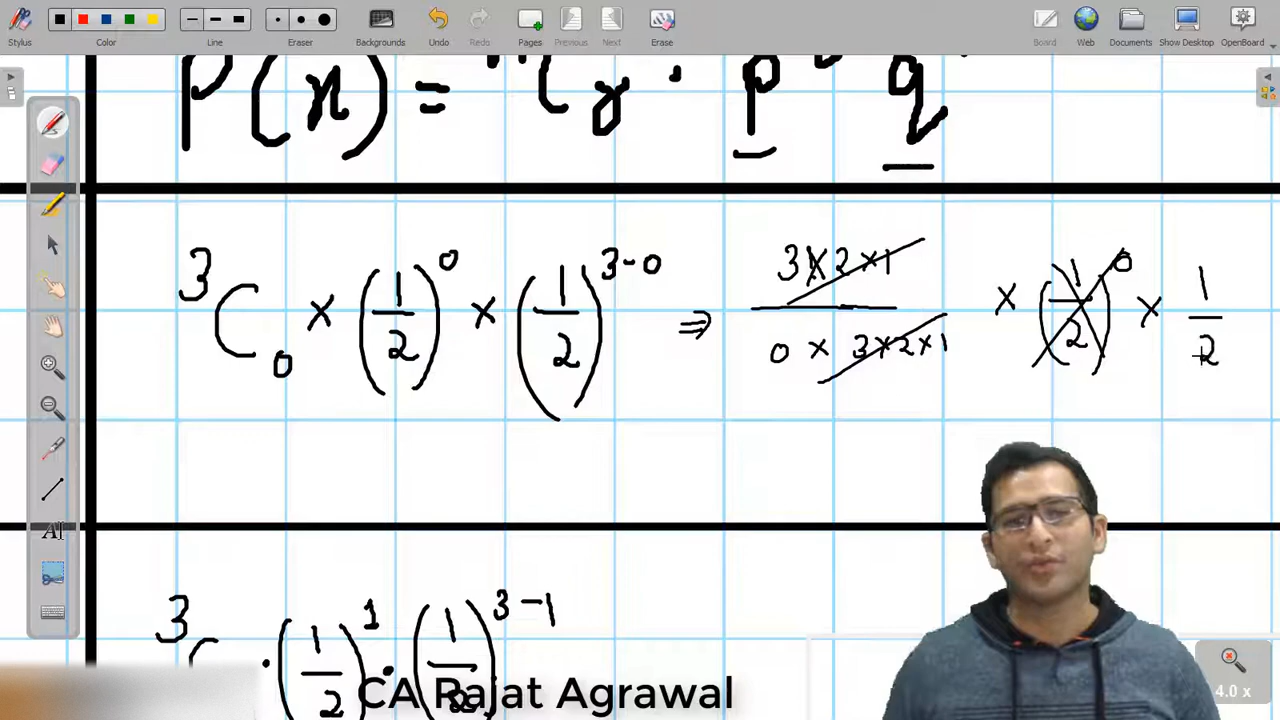 Stylus Color Line Eraser Backgrounds Undo Redo Pages Previous Next Erase Board Web Documents Show Desktop OpenBoard
P(x) = ⁿCᵣ · p q
³C₀ × (1/2)⁰ × (1/2)³⁻⁰ ⇒ 3×2×1 / 0 × 3×2×1 × (1/2)⁰ × 1/2
³C · (1/2)¹ · (1/2)³⁻¹
CA Rajat Agrawal
4.0 x